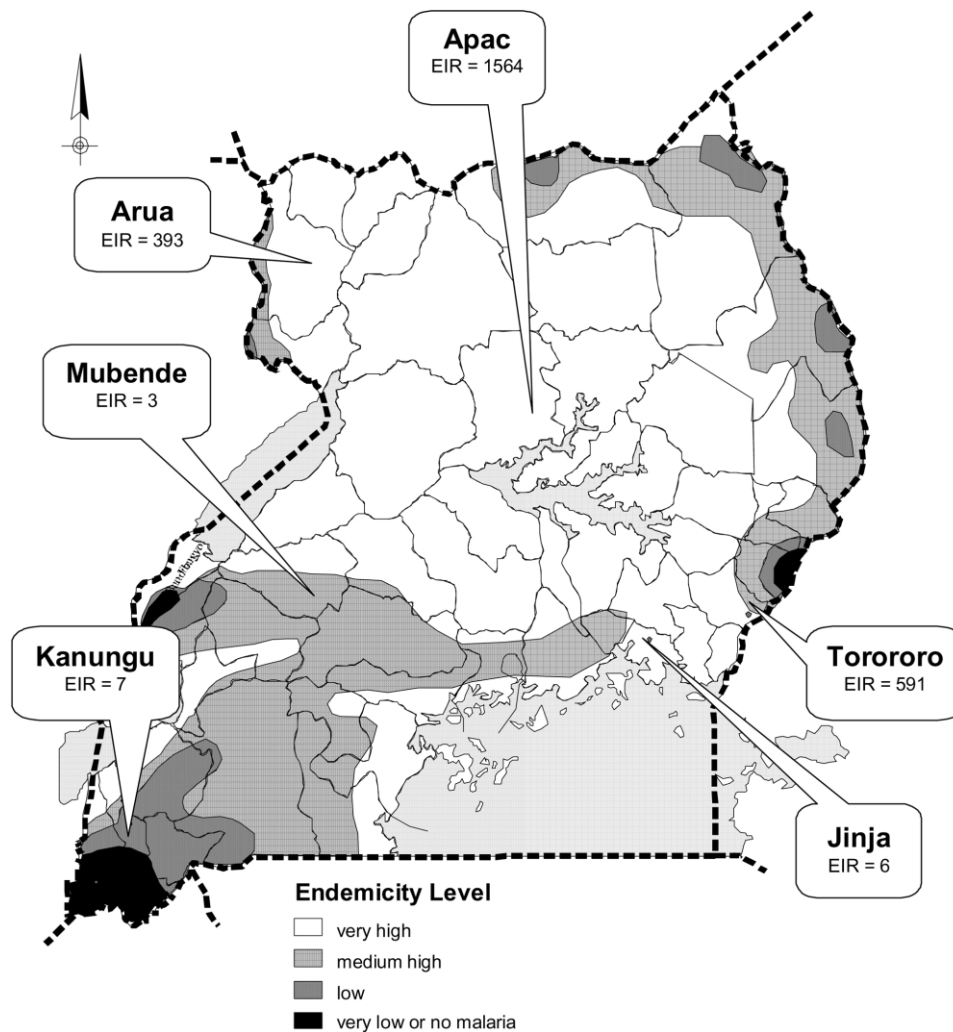 Apac
EIR = 1564
Arua
EIR = 393
Mubende
EIR = 3
Kanungu
EIR = 7
Torororo
EIR = 591
Jinja
EIR = 6
Endemicity Level
very high
medium high
low
very low or no malaria